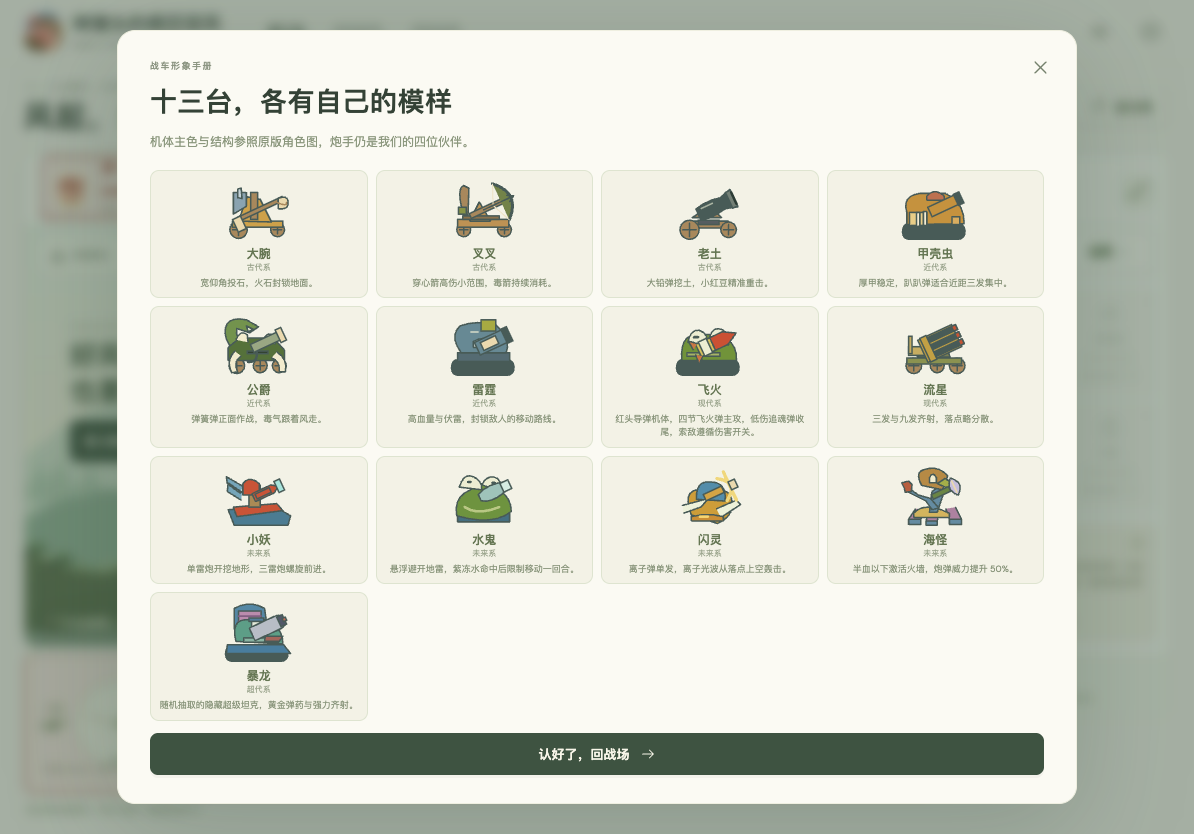 战车形象手册
十三台，各有自己的模样
机体主色与结构参照原版角色图，炮手仍是我们的四位伙伴。
大腕
古代系
宽仰角投石，火石封锁地面。
叉叉
古代系
穿心箭高伤小范围，毒箭持续消耗。
老土
古代系
大铅弹挖土，小红豆精准重击。
甲壳虫
近代系
厚甲稳定，趴趴弹适合近距三发集中。
公爵
近代系
弹簧弹正面作战，毒气跟着风走。
雷霆
近代系
高血量与伏雷，封锁敌人的移动路线。
飞火
现代系
红头导弹机体，四节飞火弹主攻，低伤追魂弹收
尾，索敌遵循伤害开关。
流星
现代系
三发与九发齐射，落点略分散。
小妖
未来系
单雷炮开挖地形，三雷炮螺旋前进。
水鬼
未来系
悬浮避开地雷，紫冻水命中后限制移动一回合。
闪灵
未来系
离子弹单发，离子光波从落点上空轰击。
海怪
未来系
半血以下激活火墙，炮弹威力提升 50%。
暴龙
超代系
随机抽取的隐藏超级坦克，黄金弹药与强力齐射。
认好了，回战场 →